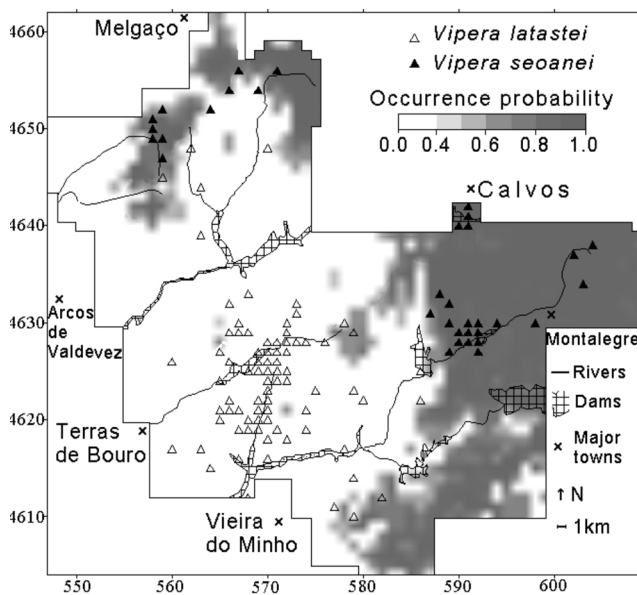 4660
4650
4640
4630
4620
4610
550
560
570
580
590
600
Melgaço
Vipera latastei
Vipera seoanei
Occurrence probability
0.0 0.4 0.6 0.8 1.0
Calvos
Arcos
de
Valdevez
Terras
de Bouro
Vieira
do Minho
Montalegre
Rivers
Dams
Major
towns
N
1km